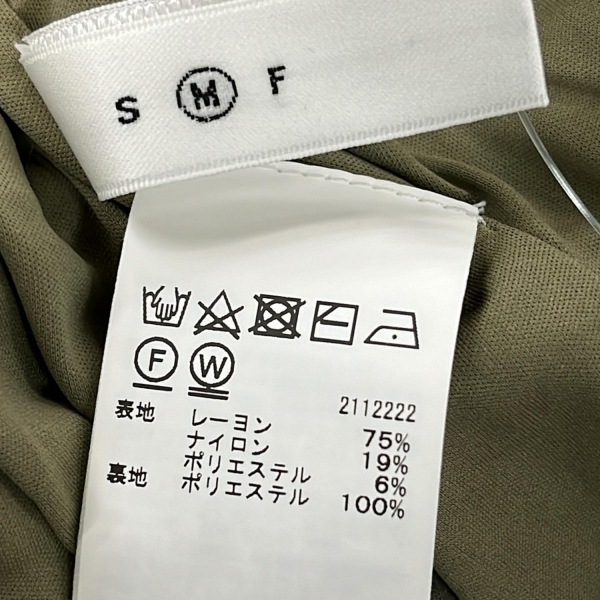 S M F
F W
2112222
表地 レーヨン 75%
ナイロン 19%
ポリエステル 6%
裏地 ポリエステル 100%